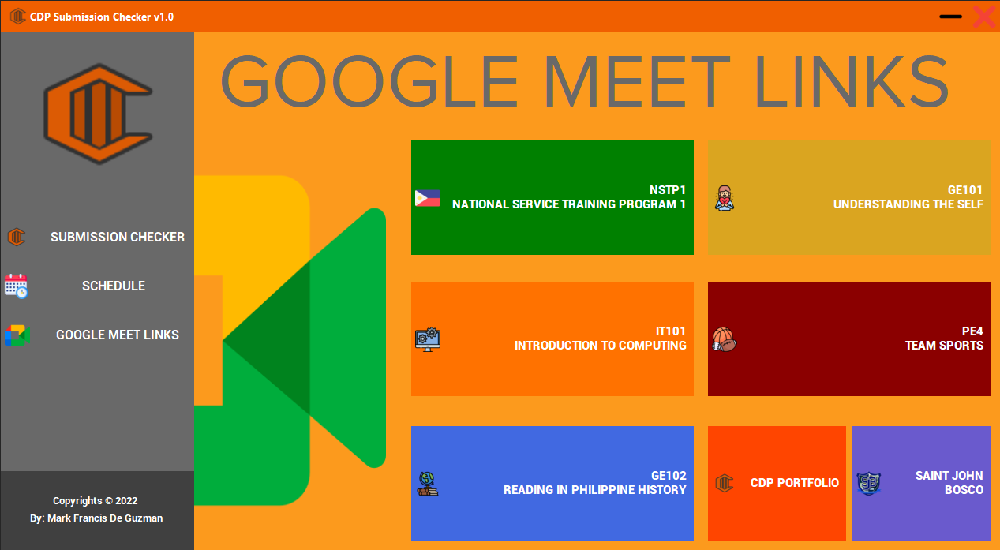 CDP Submission Checker v1.0
GOOGLE MEET LINKS
SUBMISSION CHECKER
SCHEDULE
GOOGLE MEET LINKS
Copyrights © 2022
By: Mark Francis De Guzman
NSTP1
NATIONAL SERVICE TRAINING PROGRAM 1
GE101
UNDERSTANDING THE SELF
IT101
INTRODUCTION TO COMPUTING
PE4
TEAM SPORTS
GE102
READING IN PHILIPPINE HISTORY
CDP PORTFOLIO
SAINT JOHN
BOSCO